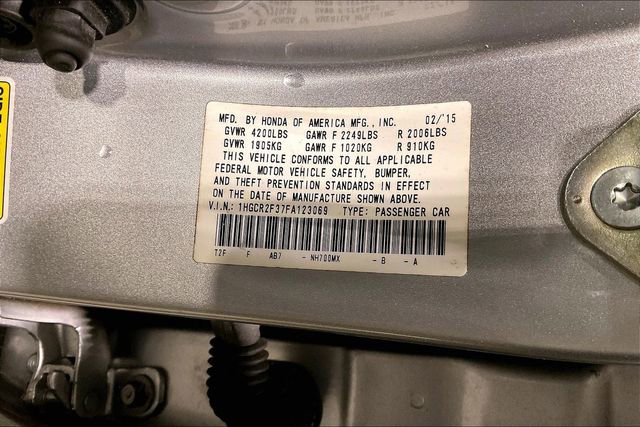 MFD. BY HONDA OF AMERICA MFG., INC. 02/'15
GVWR 4200LBS GAWR F 2249LBS R 2006LBS
GVWR 1905KG GAWR F 1020KG R 910KG
THIS VEHICLE CONFORMS TO ALL APPLICABLE
FEDERAL MOTOR VEHICLE SAFETY, BUMPER,
AND THEFT PREVENTION STANDARDS IN EFFECT
ON THE DATE OF MANUFACTURE SHOWN ABOVE.
V.I.N.: 1HGCR2F37FA123069 TYPE: PASSENGER CAR
T2F F AB7 - NH700MX - B - A